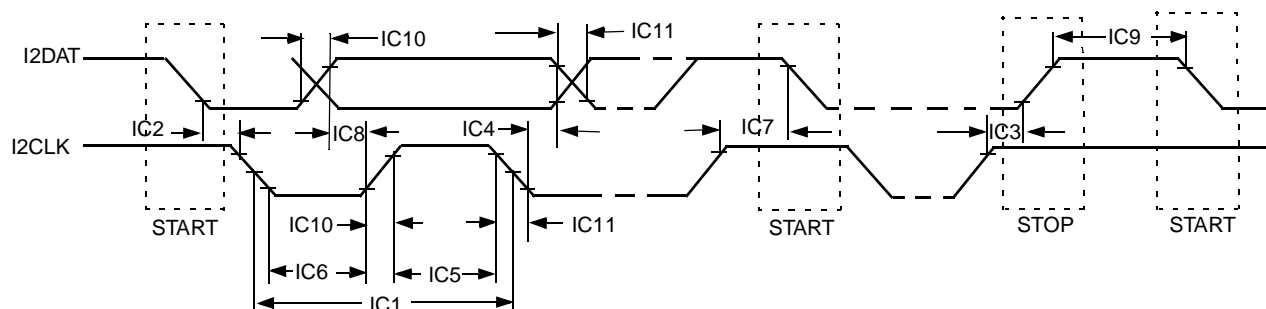 IC10
IC11
IC9
I2DAT
IC2
IC8
IC4
IC7
IC3
I2CLK
START
IC10
IC11
START
STOP
START
IC6
IC5
IC1